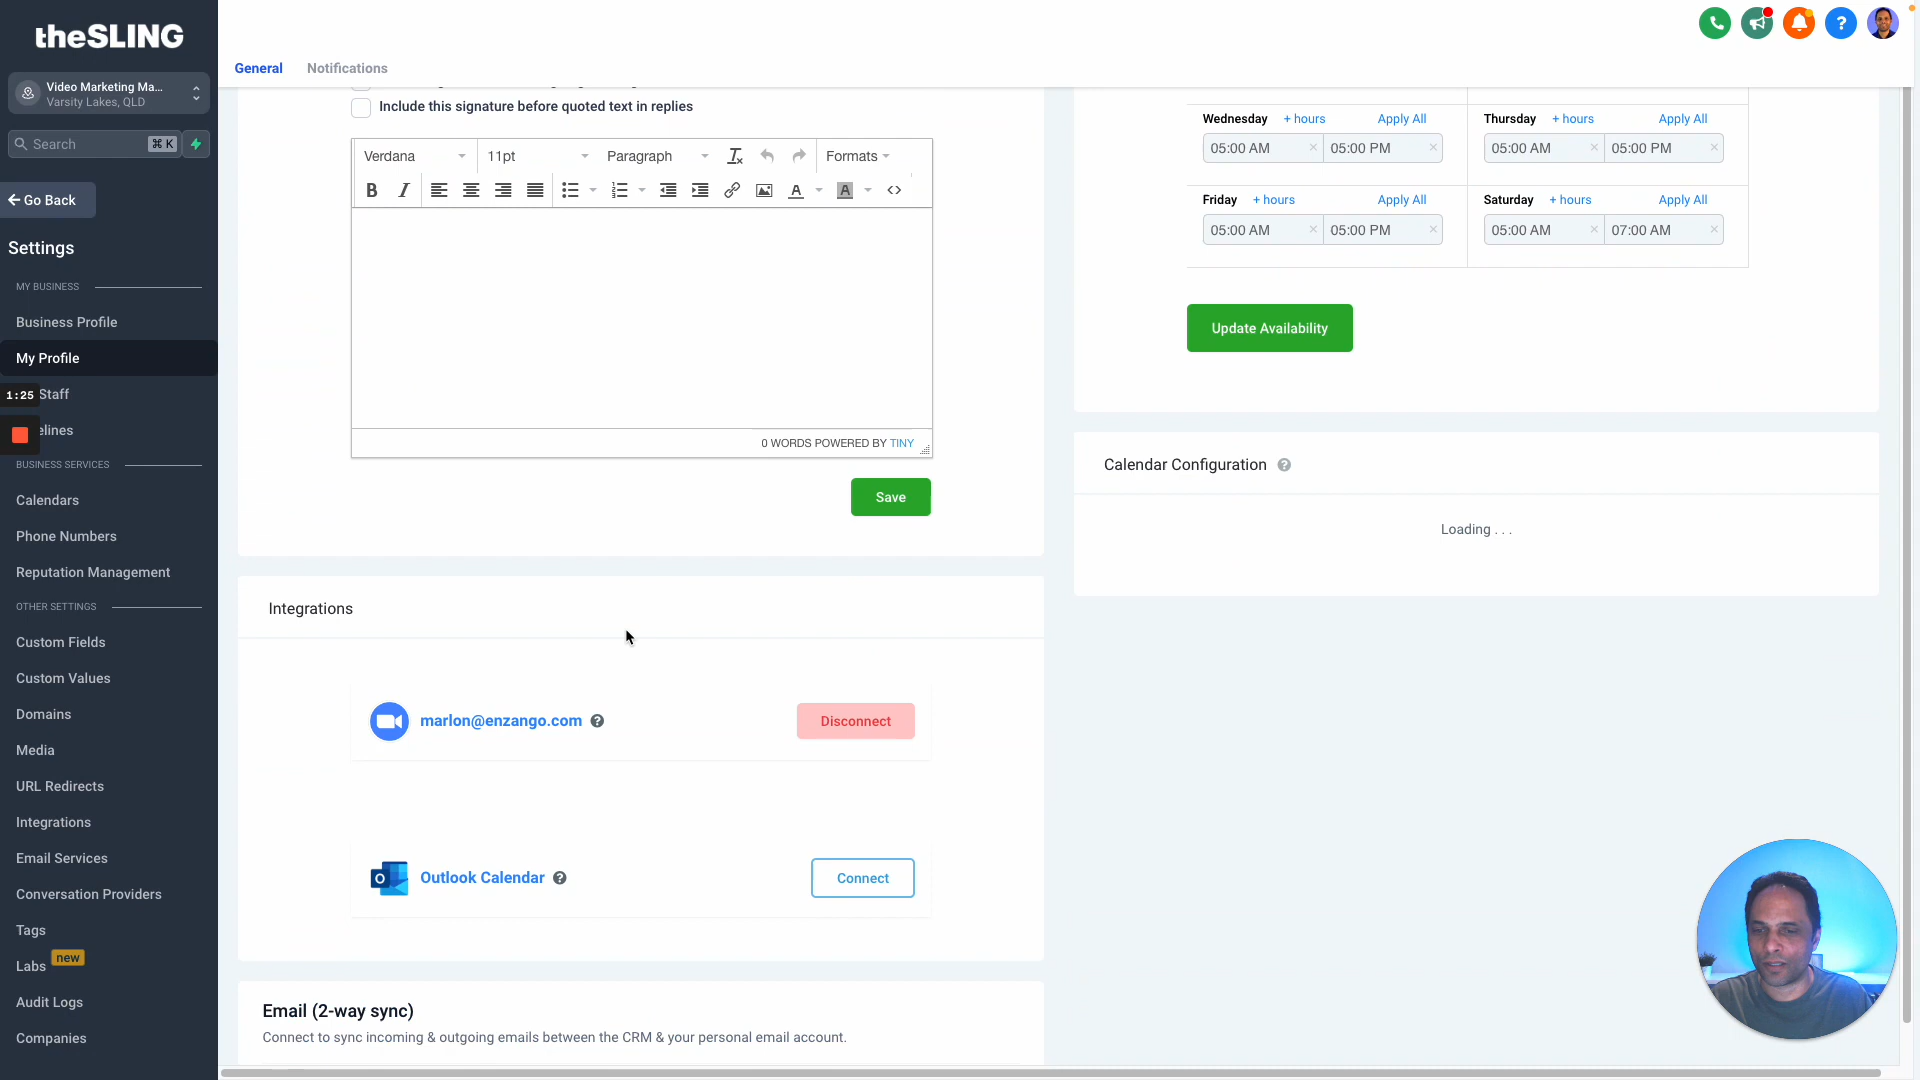 theSLING
Video Marketing Ma...
Varsity Lakes, QLD
Search
⌘ K
Go Back
Settings
MY BUSINESS
Business Profile
My Profile
1:25
Staff
elines
BUSINESS SERVICES
Calendars
Phone Numbers
Reputation Management
OTHER SETTINGS
Custom Fields
Custom Values
Domains
Media
URL Redirects
Integrations
Email Services
Conversation Providers
Tags
Labs new
Audit Logs
Companies
General Notifications
Include this signature before quoted text in replies
Verdana 11pt Paragraph Formats
B I A A
0 WORDS POWERED BY TINY
Save
Integrations
marlon@enzango.com ?
Disconnect
Outlook Calendar ?
Connect
Email (2-way sync)
Connect to sync incoming & outgoing emails between the CRM & your personal email account.
Wednesday + hours Apply All
05:00 AM × 05:00 PM ×
Thursday + hours Apply All
05:00 AM × 05:00 PM ×
Friday + hours Apply All
05:00 AM × 05:00 PM ×
Saturday + hours Apply All
05:00 AM × 07:00 AM ×
Update Availability
Calendar Configuration ?
Loading . . .